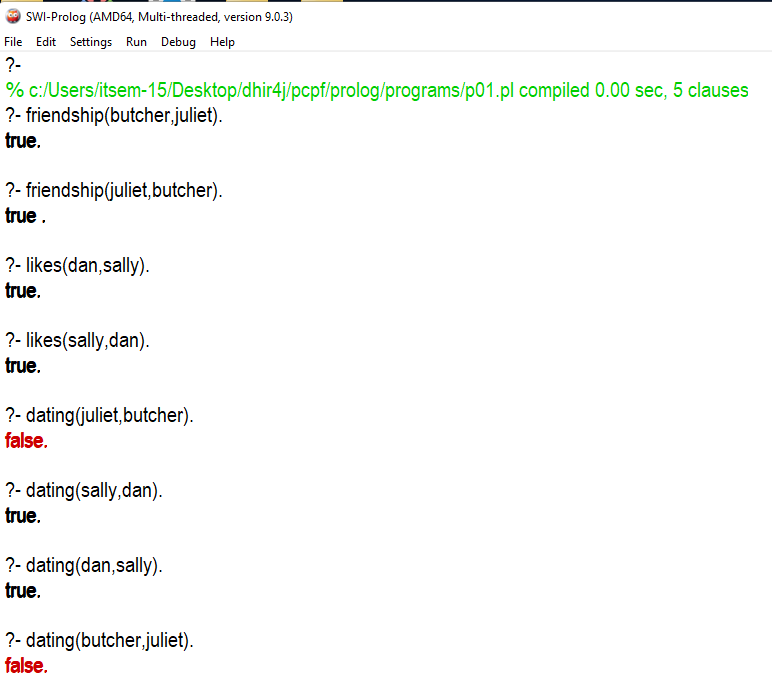 SWI-Prolog (AMD64, Multi-threaded, version 9.0.3)
File Edit Settings Run Debug Help
?-
% c:/Users/itsem-15/Desktop/dhir4j/pcpf/prolog/programs/p01.pl compiled 0.00 sec, 5 clauses
?- friendship(butcher,juliet).
true.
?- friendship(juliet,butcher).
true .
?- likes(dan,sally).
true.
?- likes(sally,dan).
true.
?- dating(juliet,butcher).
false.
?- dating(sally,dan).
true.
?- dating(dan,sally).
true.
?- dating(butcher,juliet).
false.